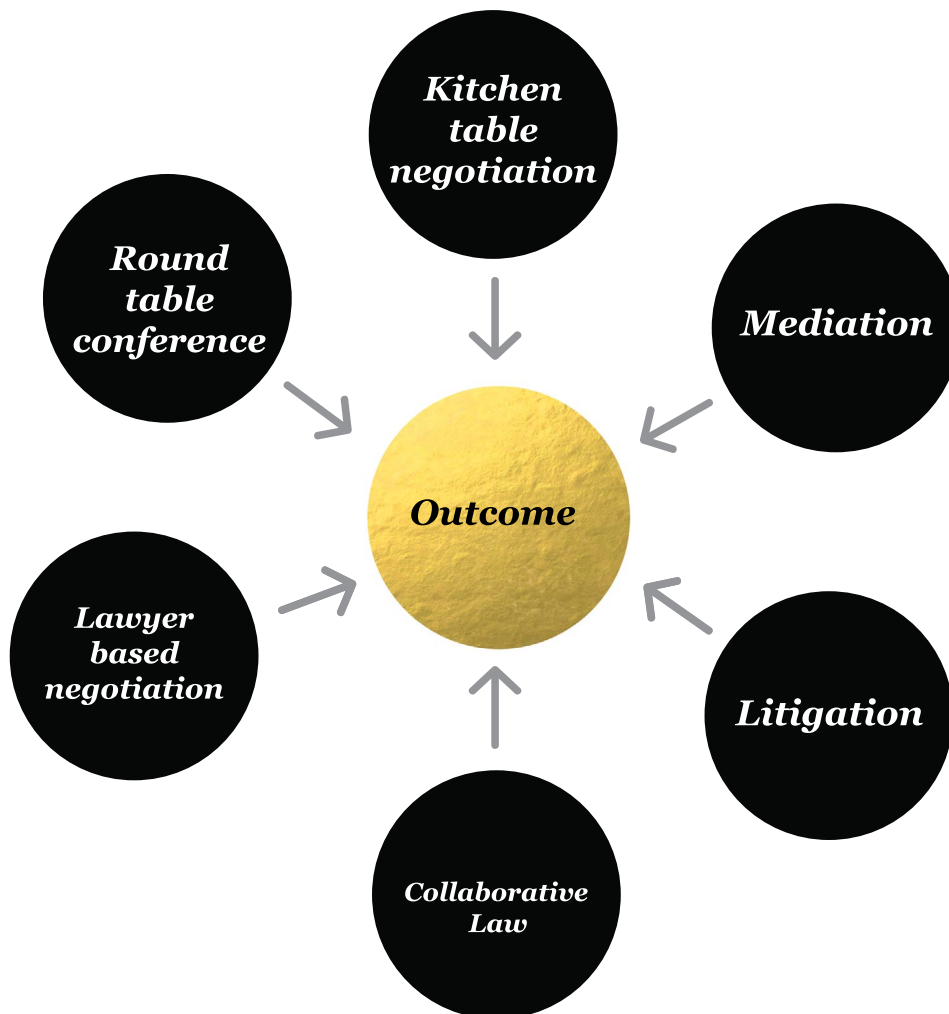 Kitchen
table
negotiation
Round
table
conference
Mediation
Outcome
Lawyer
based
negotiation
Litigation
Collaborative
Law